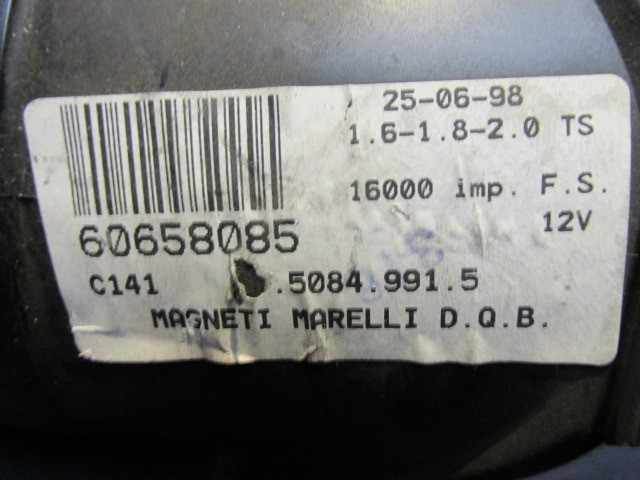 25-06-98
1.6-1.8-2.0 TS
16000 imp. F.S.
12V
60658085
C141 .5084.991.5
MAGNETI MARELLI D.Q.B.